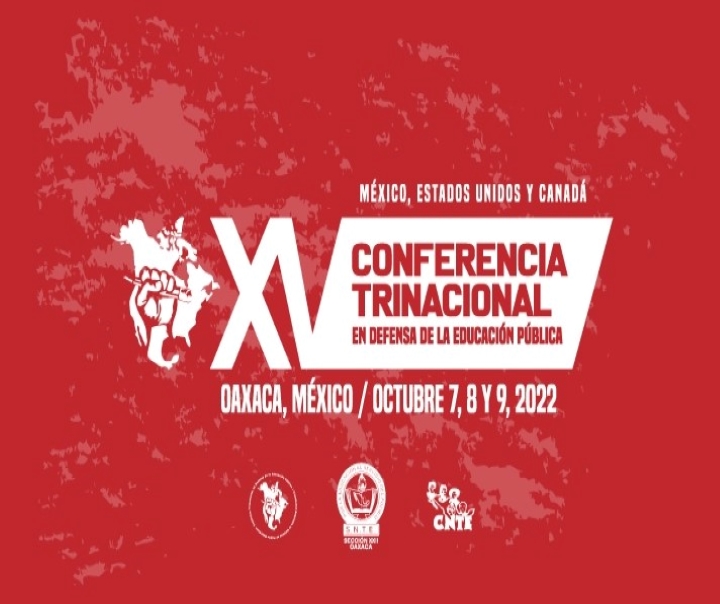 MÉXICO, ESTADOS UNIDOS Y CANADÁ
XV
CONFERENCIA
TRINACIONAL
EN DEFENSA DE LA EDUCACIÓN PÚBLICA
OAXACA, MÉXICO / OCTUBRE 7, 8 Y 9, 2022
S.N.T.E.
SECCIÓN XXII
OAXACA
CNTE